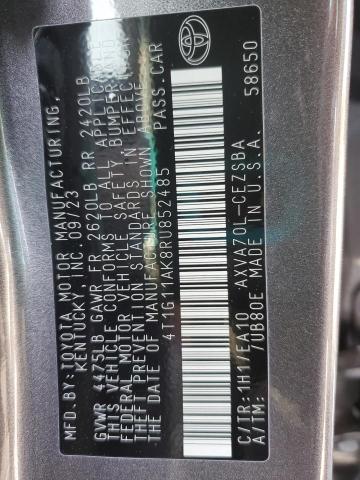 MFD.BY:TOYOTA MOTOR MANUFACTURING,
KENTUCKY, INC.09/23
GVWR 4475LB GAWR FR 2620LB RR 2420LB
THIS VEHICLE CONFORMS TO ALL APPLICABLE
FEDERAL MOTOR VEHICLE SAFETY, BUMPER, AND
THEFT PREVENTION STANDARDS IN EFFECT ON
THE DATE OF MANUFACTURE SHOWN ABOVE.
4T1G11AK8RU852485 PASS.CAR
C/TR:1H1/EA10 AXVA70L-CEZSBA
A/TM: /UB80E MADE IN U.S.A.
58650